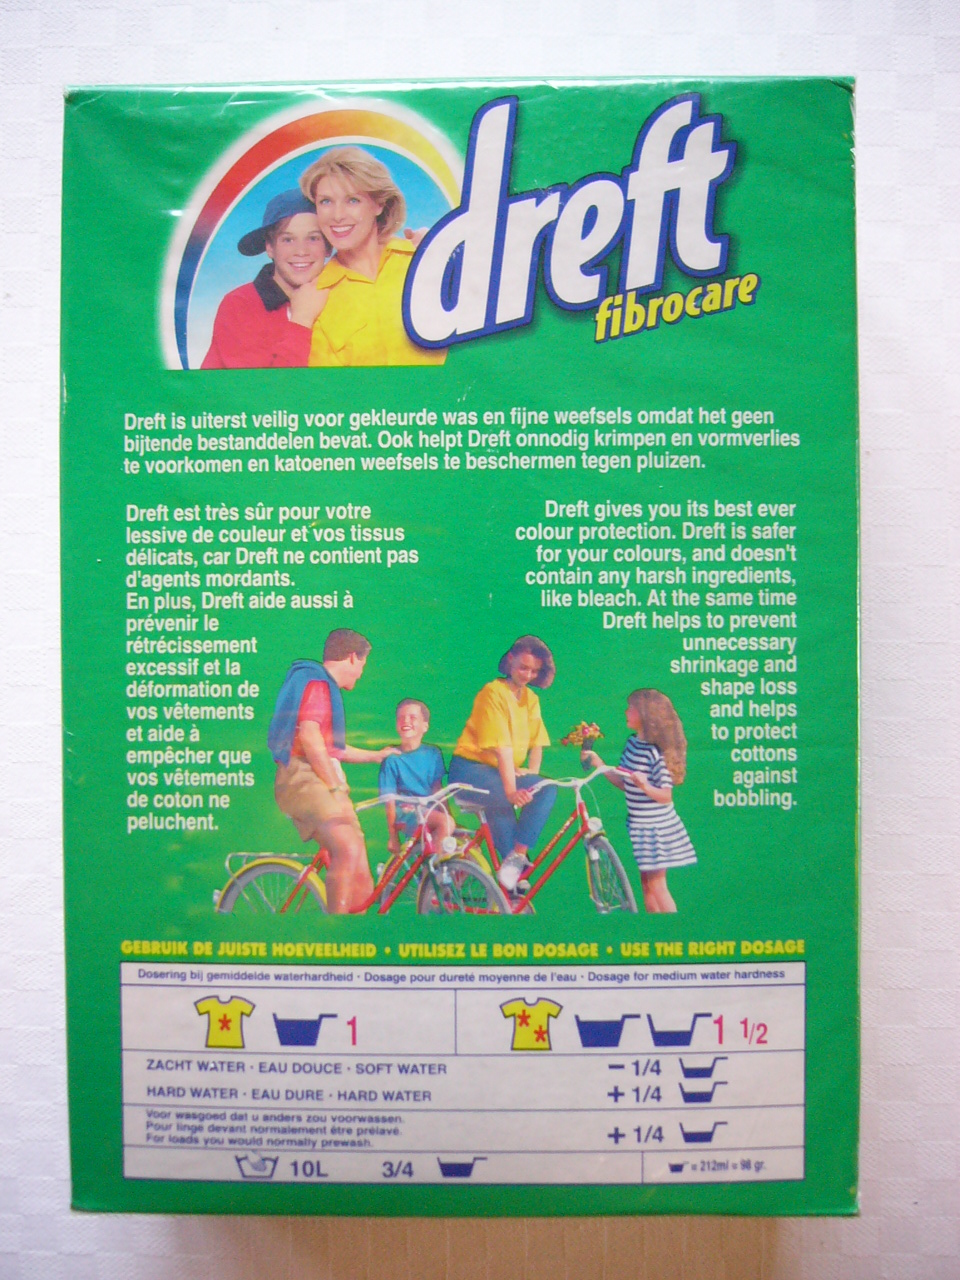 dreft
fibrocare
Dreft is uiterst veilig voor gekleurde was en fijne weefsels omdat het geen
bijtende bestanddelen bevat. Ook helpt Dreft onnodig krimpen en vormverlies
te voorkomen en katoenen weefsels te beschermen tegen pluizen.
Dreft est très sûr pour votre
lessive de couleur et vos tissus
délicats, car Dreft ne contient pas
d'agents mordants.
En plus, Dreft aide aussi à
prévenir le
rétrécissement
excessif et la
déformation de
vos vêtements
et aide à
empêcher que
vos vêtements
de coton ne
peluchent.
Dreft gives you its best ever
colour protection. Dreft is safer
for your colours, and doesn't
contain any harsh ingredients,
like bleach. At the same time
Dreft helps to prevent
unnecessary
shrinkage and
shape loss
and helps
to protect
cottons
against
bobbling.
GEBRUIK DE JUISTE HOEVEELHEID • UTILISEZ LE BON DOSAGE • USE THE RIGHT DOSAGE
Dosering bij gemiddelde waterhardheid · Dosage pour dureté moyenne de l'eau · Dosage for medium water hardness
1
1 1/2
ZACHT WATER · EAU DOUCE · SOFT WATER
− 1/4
HARD WATER · EAU DURE · HARD WATER
+ 1/4
Voor wasgoed dat u anders zou voorwassen.
Pour linge devant normalement être prélavé.
For loads you would normally prewash.
+ 1/4
10L 3/4
= 212ml = 98 gr.